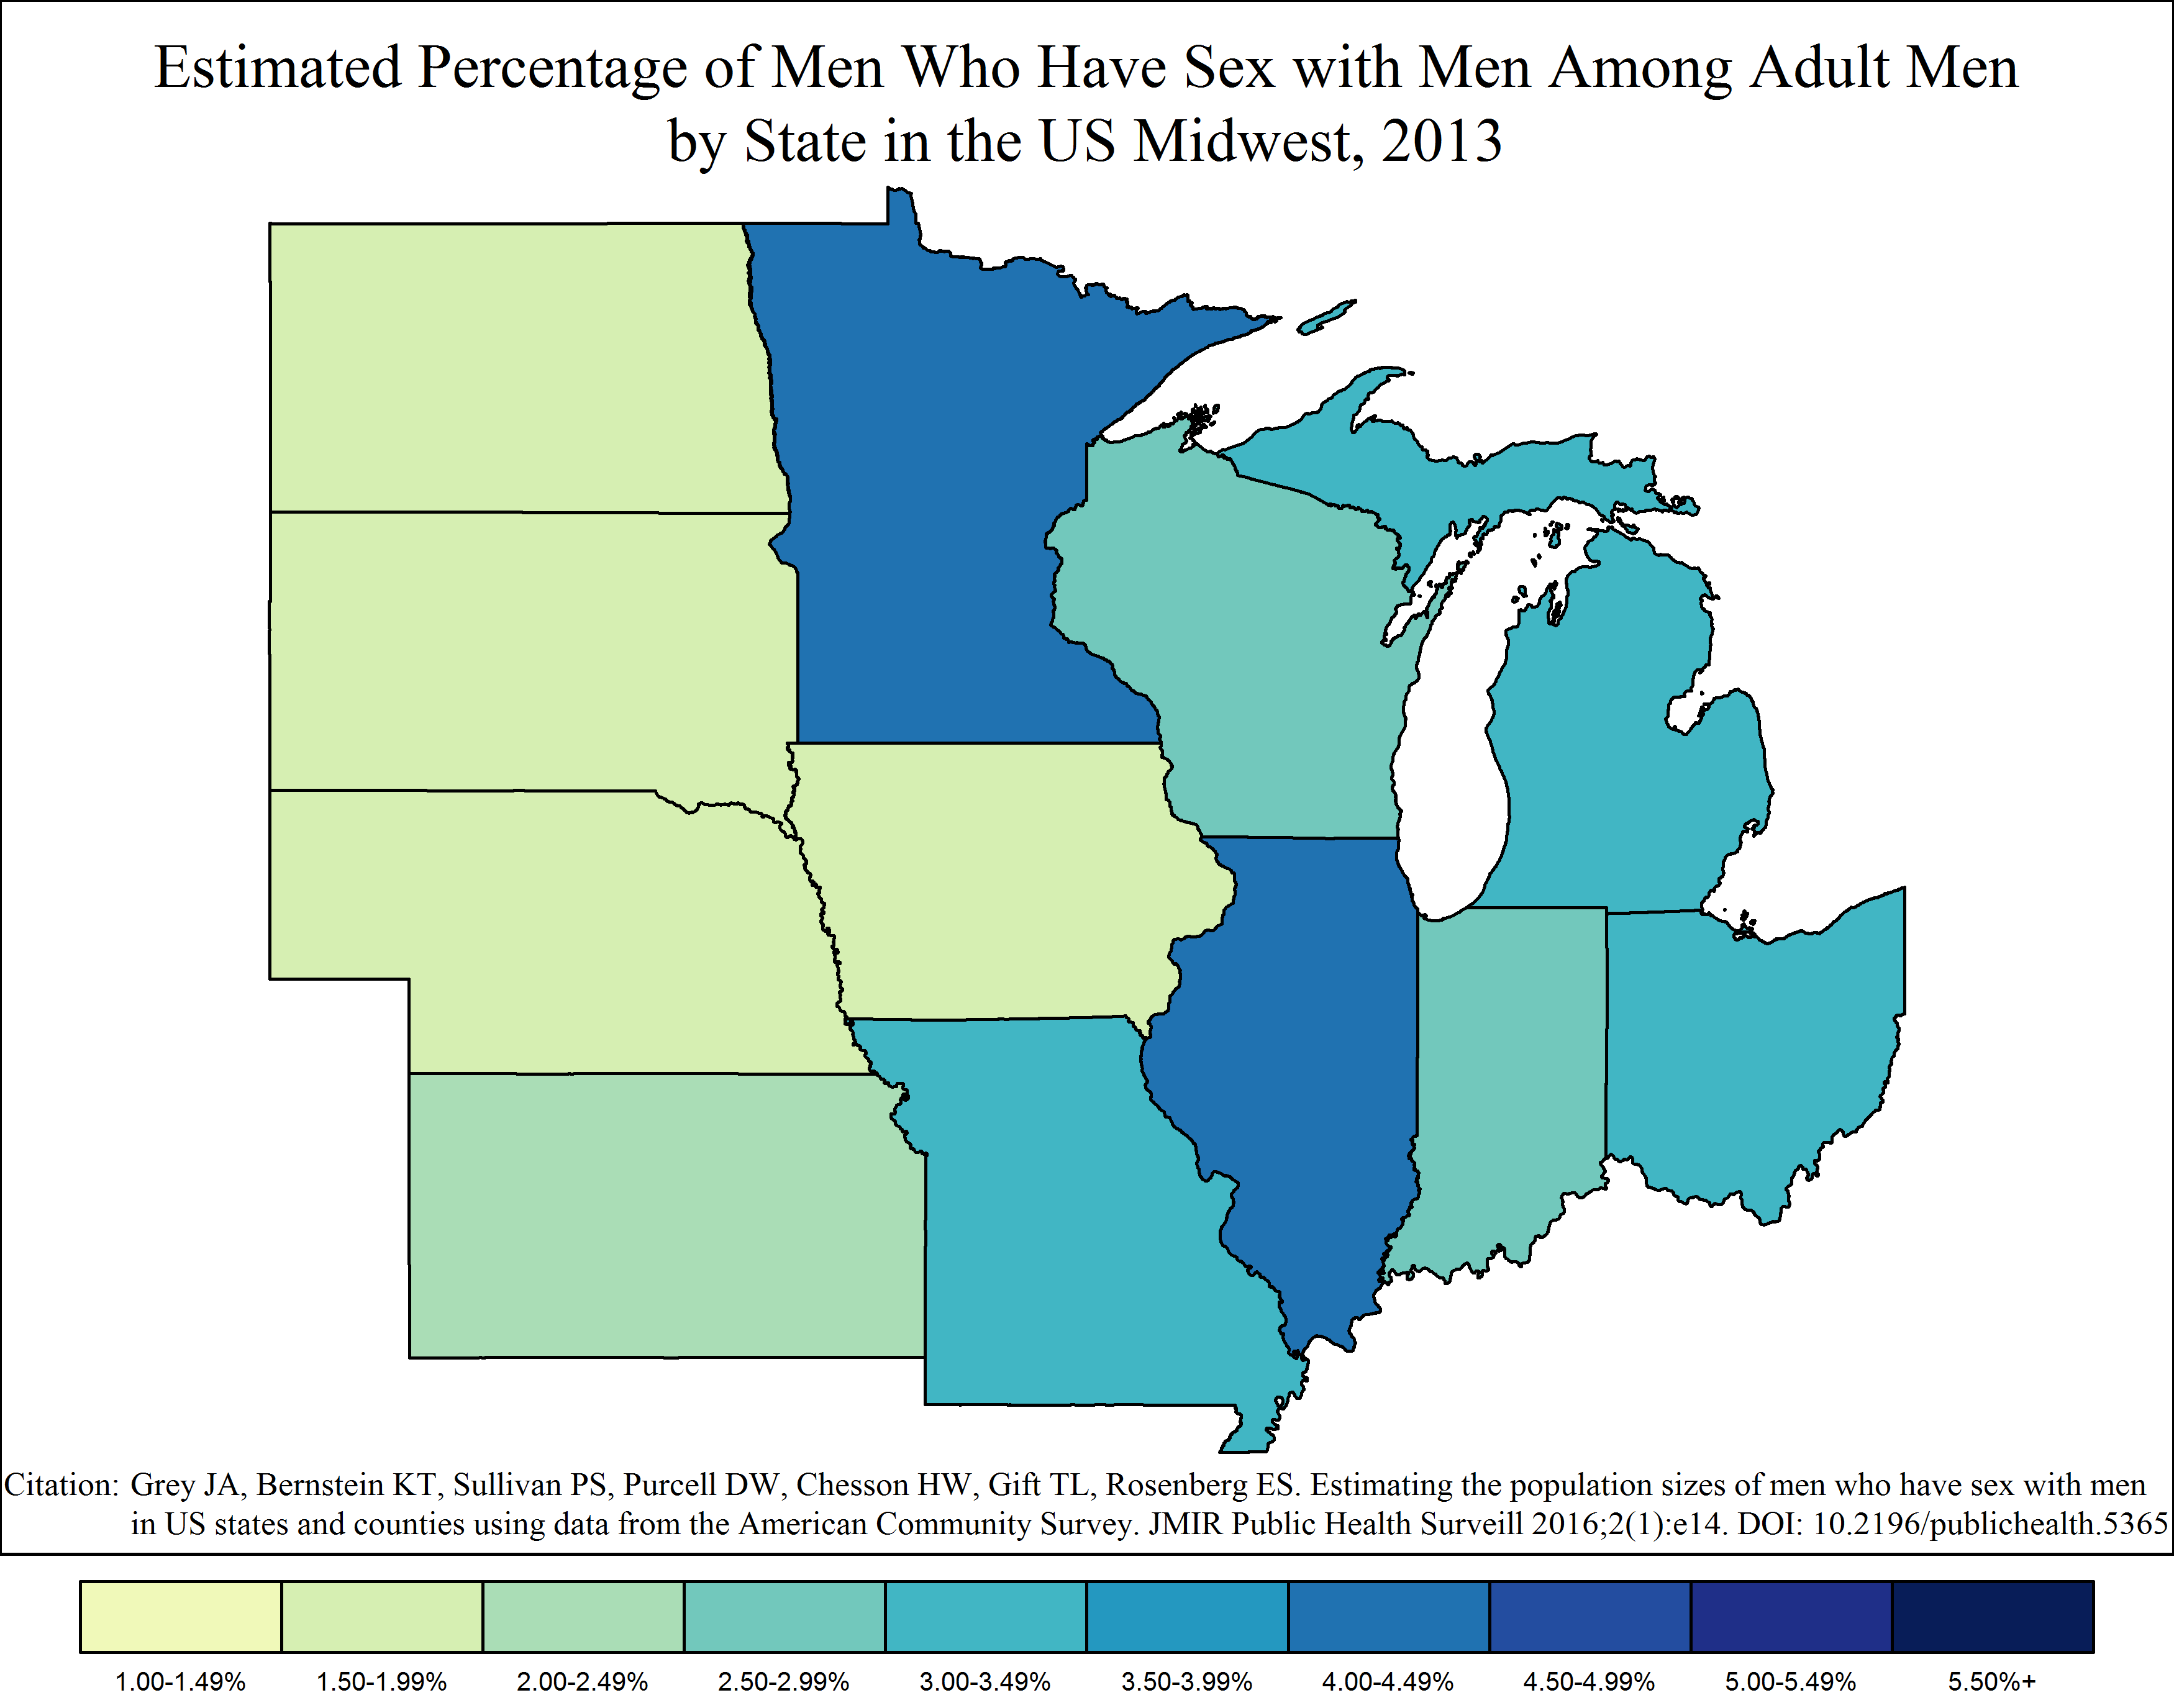 Estimated Percentage of Men Who Have Sex with Men Among Adult Men
by State in the US Midwest, 2013
Citation: Grey JA, Bernstein KT, Sullivan PS, Purcell DW, Chesson HW, Gift TL, Rosenberg ES. Estimating the population sizes of men who have sex with men
in US states and counties using data from the American Community Survey. JMIR Public Health Surveill 2016;2(1):e14. DOI: 10.2196/publichealth.5365
1.00-1.49% 1.50-1.99% 2.00-2.49% 2.50-2.99% 3.00-3.49% 3.50-3.99% 4.00-4.49% 4.50-4.99% 5.00-5.49% 5.50%+